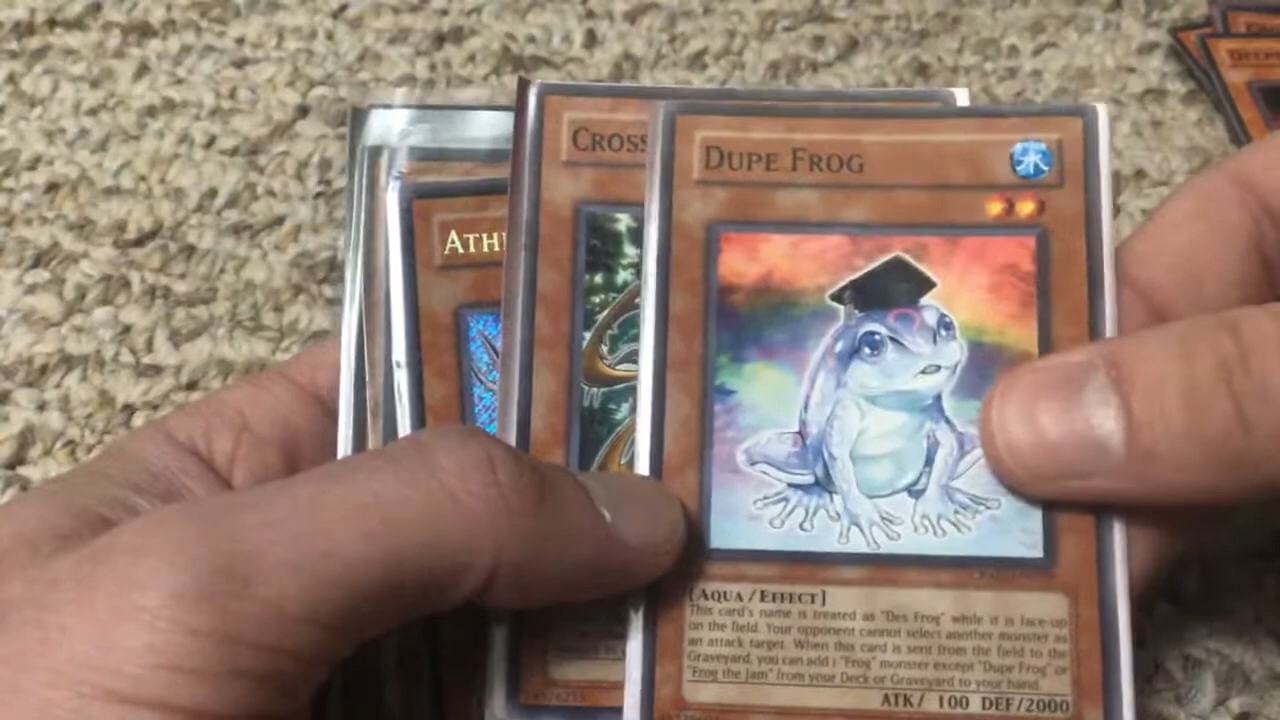 DUPE FROG
水
[AQUA/EFFECT]
This card's name is treated as "Des Frog" while it is face-up
on the field. Your opponent cannot select another monster as
an attack target. When this card is sent from the field to the
Graveyard, you can add 1 "Frog" monster except "Dupe Frog" or
"Frog the Jam" from your Deck or Graveyard to your hand.
ATK/ 100 DEF/2000
CROSS
ATH